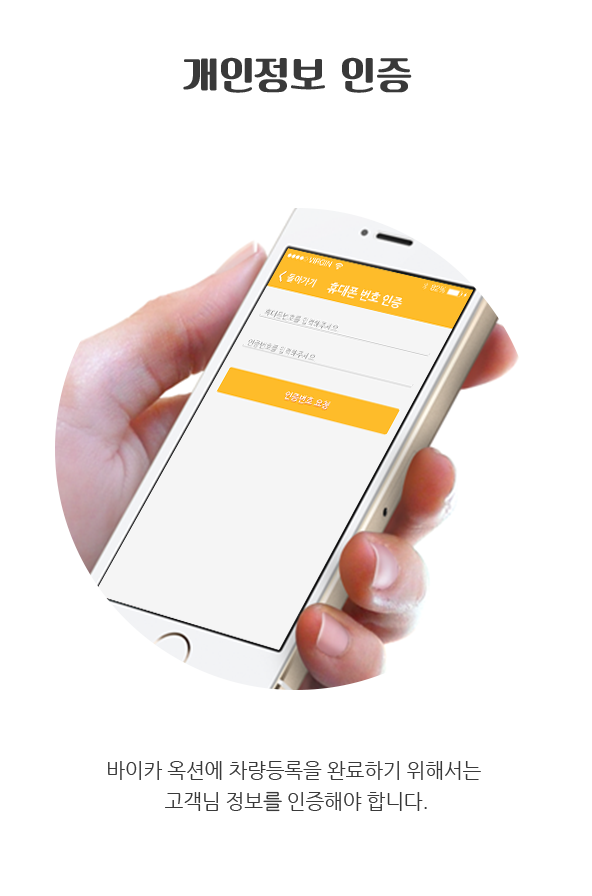 개인정보 인증
VIRGIN
82%
돌아가기
휴대폰 번호 인증
휴대폰번호를 입력해주세요
인증번호를 입력해주세요
인증번호 요청
바이카 옥션에 차량등록을 완료하기 위해서는
고객님 정보를 인증해야 합니다.